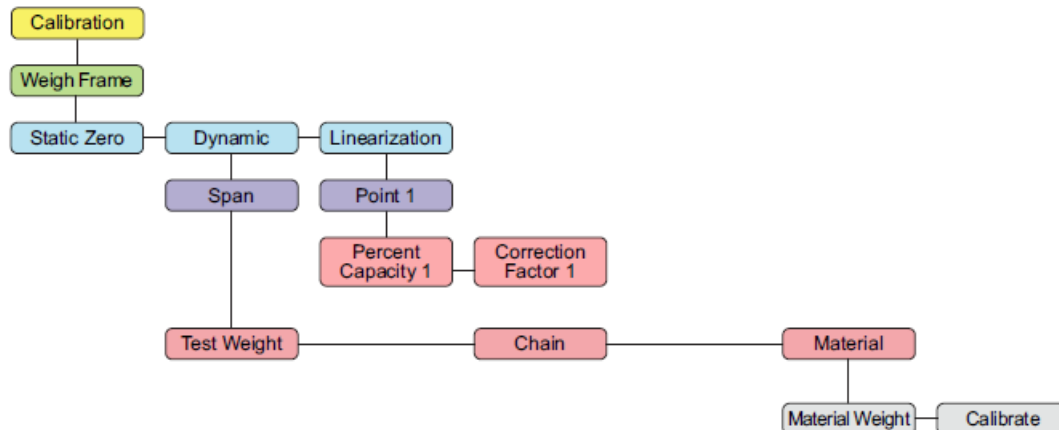 Calibration
Weigh Frame
Static Zero
Dynamic
Linearization
Span
Point 1
Percent
Capacity 1
Correction
Factor 1
Test Weight
Chain
Material
Material Weight
Calibrate